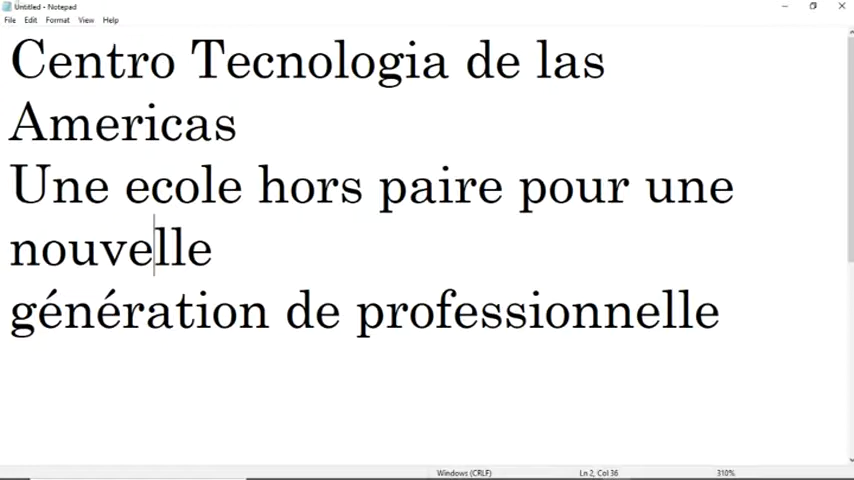 Untitled - Notepad
File Edit Format View Help
Centro Tecnologia de las
Americas
Une ecole hors paire pour une
nouvelle
génération de professionnelle
Windows (CRLF) Ln 2, Col 36 310%